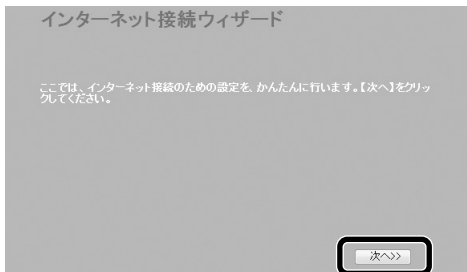 インターネット接続ウィザード
ここでは、インターネット接続のための設定を、かんたんに行います。【次へ】をクリッ
クしてください。
次へ>>